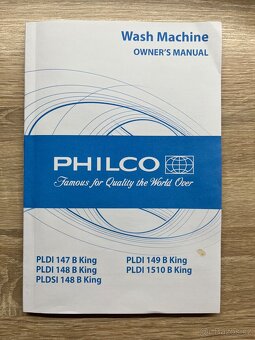 Wash Machine
OWNER'S MANUAL
PHILCO
Famous for Quality the World Over
PLDI 147 B King
PLDI 148 B King
PLDSI 148 B King
PLDI 149 B King
PLDI 1510 B King